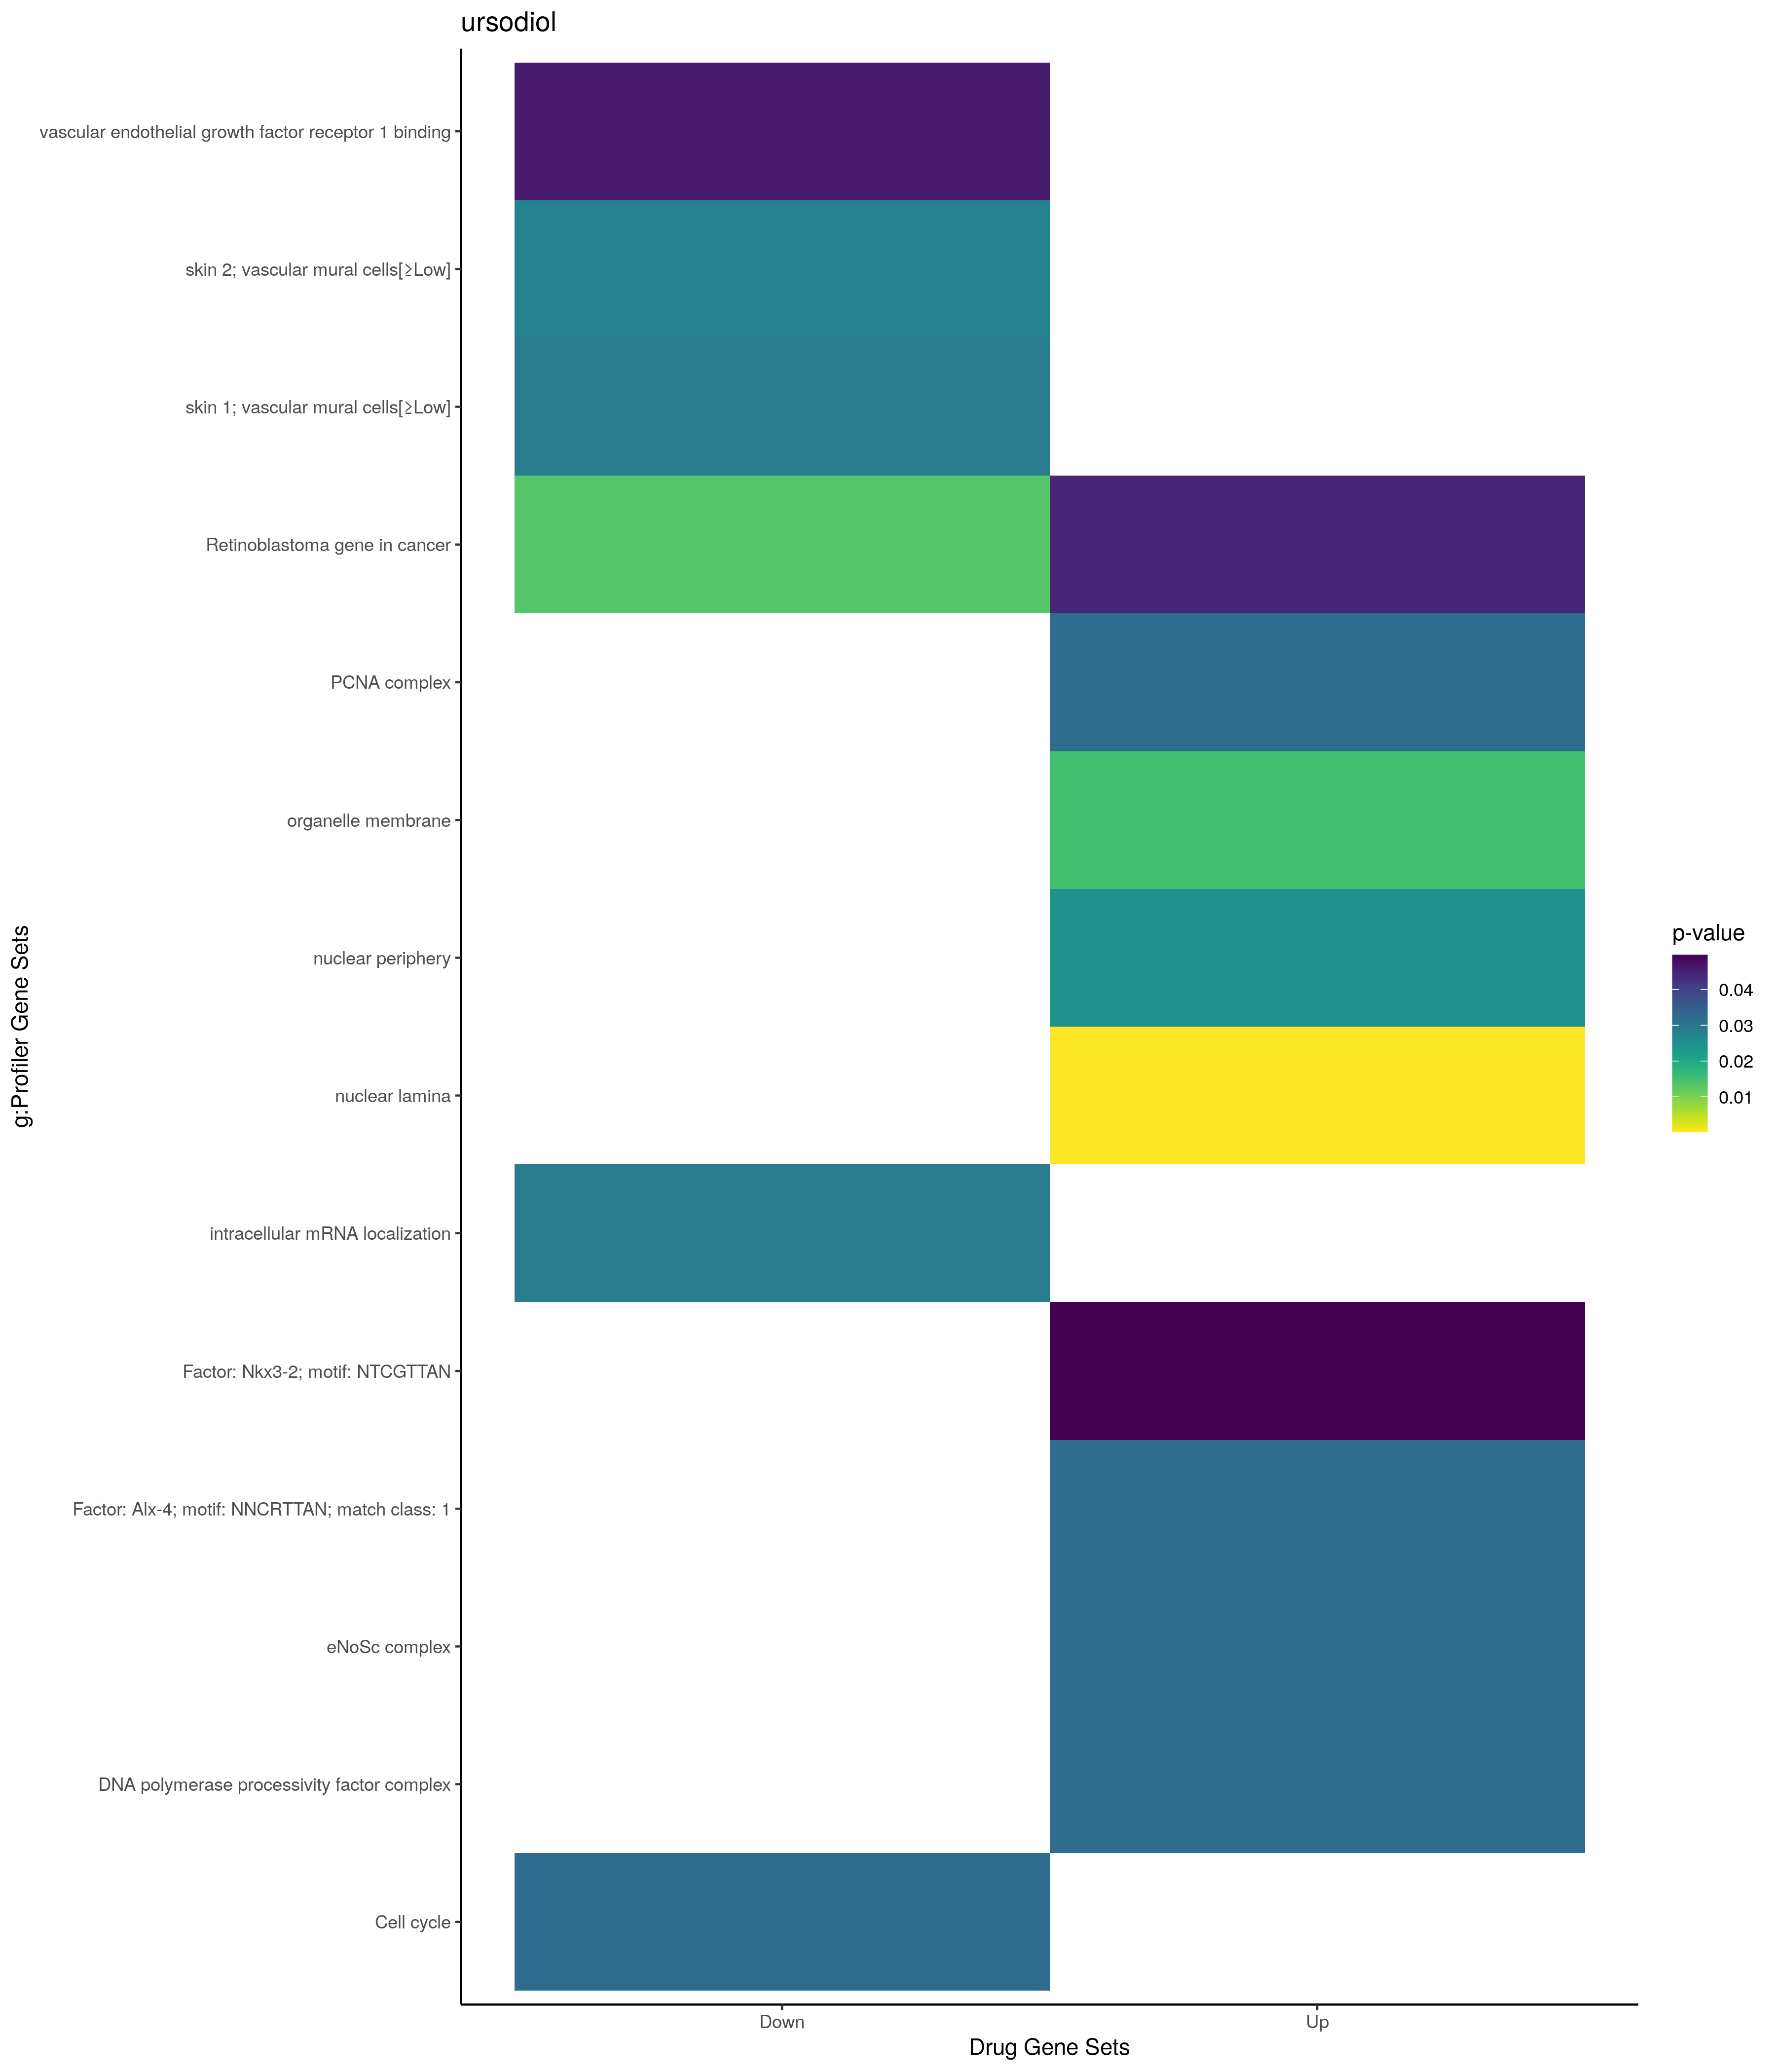 ursodiol
vascular endothelial growth factor receptor 1 binding
skin 2; vascular mural cells[≥Low]
skin 1; vascular mural cells[≥Low]
Retinoblastoma gene in cancer
PCNA complex
organelle membrane
nuclear periphery
nuclear lamina
intracellular mRNA localization
Factor: Nkx3-2; motif: NTCGTTAN
Factor: Alx-4; motif: NNCRTTAN; match class: 1
eNoSc complex
DNA polymerase processivity factor complex
Cell cycle
g:Profiler Gene Sets
Down
Up
Drug Gene Sets
p-value
0.04
0.03
0.02
0.01